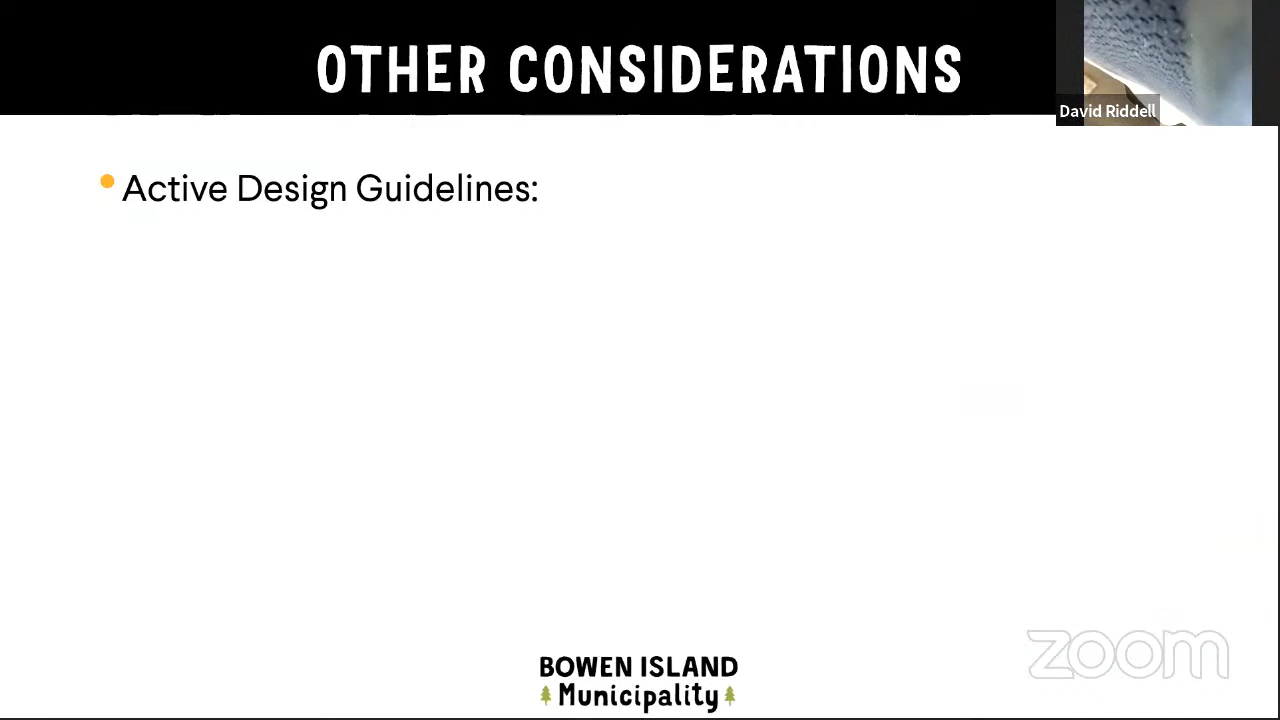 OTHER CONSIDERATIONS
David Riddell
• Active Design Guidelines:
zoom
BOWEN ISLAND
Municipality